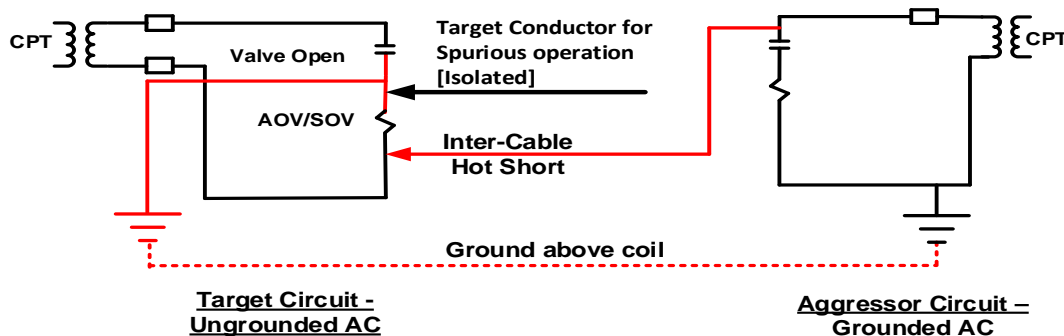 CPT
Valve Open
AOV/SOV
Target Conductor for
Spurious operation
[Isolated]
Inter-Cable
Hot Short
CPT
Ground above coil
Target Circuit -
Ungrounded AC
Aggressor Circuit –
Grounded AC